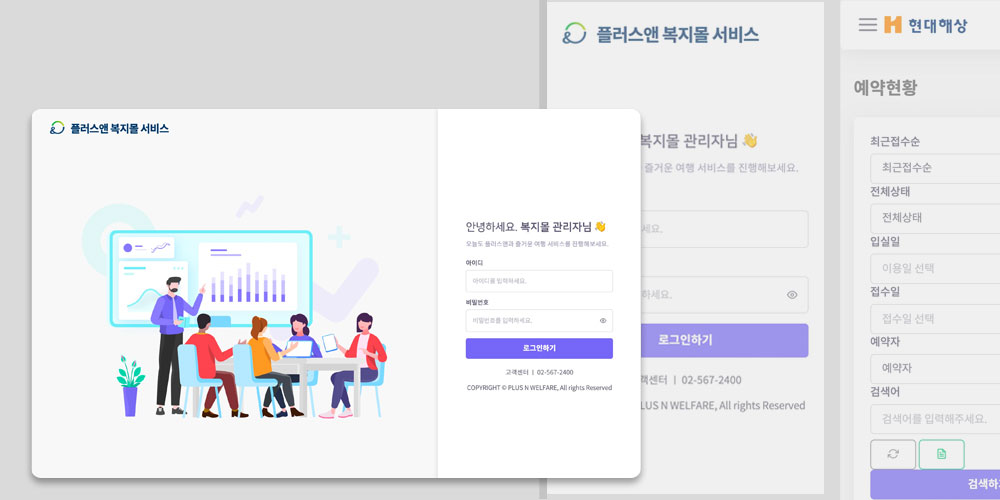 플러스앤 복지몰 서비스
안녕하세요. 복지몰 관리자님 👋
오늘도 플러스앤과 즐거운 여행 서비스를 진행해보세요.
아이디
아이디를 입력하세요.
비밀번호
비밀번호를 입력하세요.
로그인하기
고객센터 | 02-567-2400
COPYRIGHT © PLUS N WELFARE, All rights Reserved
플러스앤 복지몰 서비스
복지몰 관리자님 👋
즐거운 여행 서비스를 진행해보세요.
세요.
하세요.
로그인하기
객센터 | 02-567-2400
LUS N WELFARE, All rights Reserved
현대해상
예약현황
최근접수순
최근접수순
전체상태
전체상태
입실일
이용일 선택
접수일
접수일 선택
예약자
예약자
검색어
검색어를 입력해주세요.
검색하